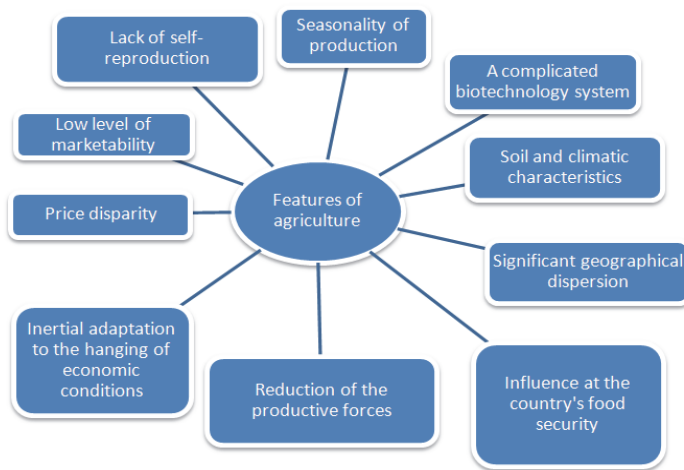 Lack of self-
reproduction
Seasonality of
production
A complicated
biotechnology system
Low level of
marketability
Soil and climatic
characteristics
Price disparity
Features of
agriculture
Significant geographical
dispersion
Inertial adaptation
to the hanging of
economic
conditions
Reduction of the
productive forces
Influence at the
country's food
security